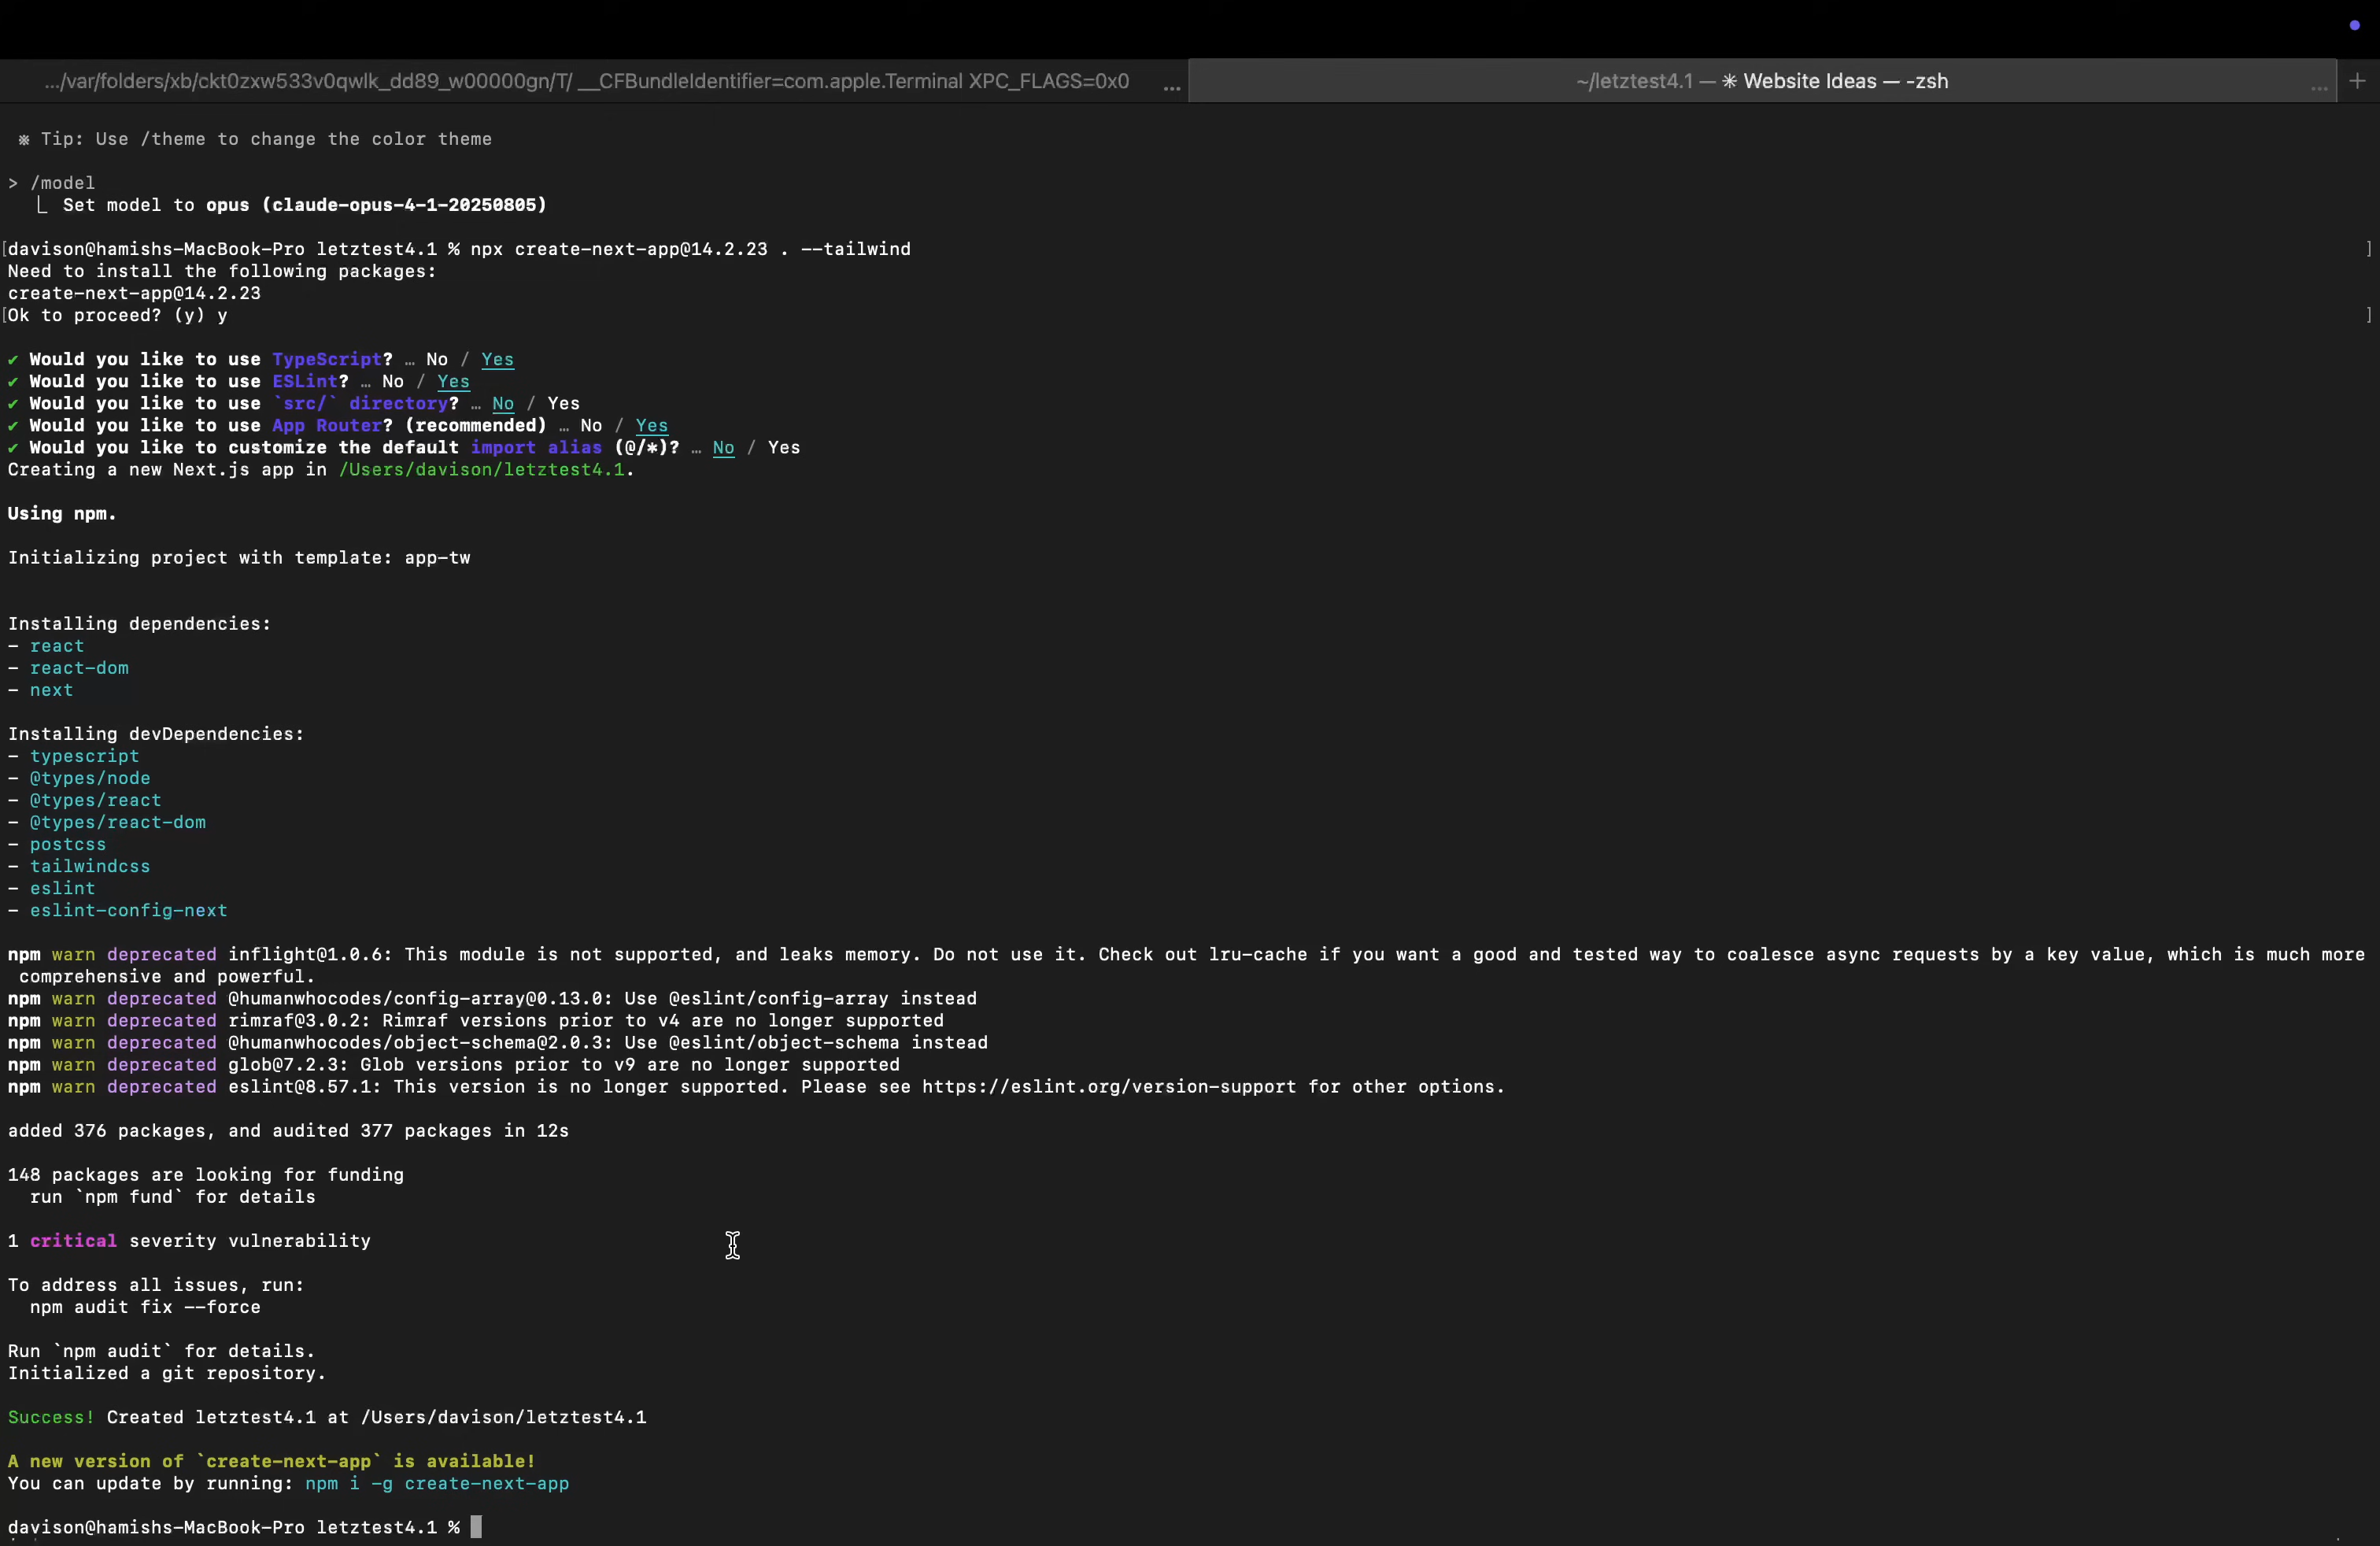 .../var/folders/xb/ckt0zxw533v0qwlk_dd89_w00000gn/T/ __CFBundleIdentifier=com.apple.Terminal XPC_FLAGS=0x0 ...
~/letztest4.1 — ✳ Website Ideas — -zsh ... +
※ Tip: Use /theme to change the color theme
> /model
⎿ Set model to opus (claude-opus-4-1-20250805)
[davison@hamishs-MacBook-Pro letztest4.1 % npx create-next-app@14.2.23 . --tailwind ]
Need to install the following packages:
create-next-app@14.2.23
[Ok to proceed? (y) y ]
✔ Would you like to use TypeScript? … No / Yes
✔ Would you like to use ESLint? … No / Yes
✔ Would you like to use `src/` directory? … No / Yes
✔ Would you like to use App Router? (recommended) … No / Yes
✔ Would you like to customize the default import alias (@/*)? … No / Yes
Creating a new Next.js app in /Users/davison/letztest4.1.
Using npm.
Initializing project with template: app-tw
Installing dependencies:
- react
- react-dom
- next
Installing devDependencies:
- typescript
- @types/node
- @types/react
- @types/react-dom
- postcss
- tailwindcss
- eslint
- eslint-config-next
npm warn deprecated inflight@1.0.6: This module is not supported, and leaks memory. Do not use it. Check out lru-cache if you want a good and tested way to coalesce async requests by a key value, which is much more
comprehensive and powerful.
npm warn deprecated @humanwhocodes/config-array@0.13.0: Use @eslint/config-array instead
npm warn deprecated rimraf@3.0.2: Rimraf versions prior to v4 are no longer supported
npm warn deprecated @humanwhocodes/object-schema@2.0.3: Use @eslint/object-schema instead
npm warn deprecated glob@7.2.3: Glob versions prior to v9 are no longer supported
npm warn deprecated eslint@8.57.1: This version is no longer supported. Please see https://eslint.org/version-support for other options.
added 376 packages, and audited 377 packages in 12s
148 packages are looking for funding
run `npm fund` for details
1 critical severity vulnerability
To address all issues, run:
npm audit fix --force
Run `npm audit` for details.
Initialized a git repository.
Success! Created letztest4.1 at /Users/davison/letztest4.1
A new version of `create-next-app` is available!
You can update by running: npm i -g create-next-app
davison@hamishs-MacBook-Pro letztest4.1 %